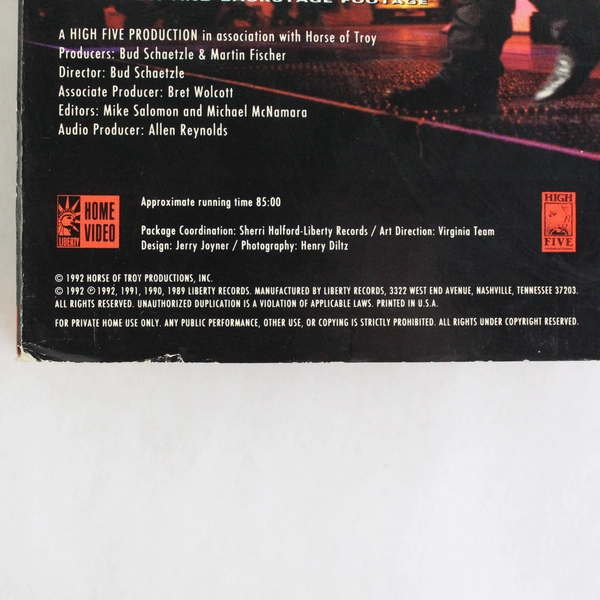 BACKSTAGE FOOTAGE
A HIGH FIVE PRODUCTION in association with Horse of Troy
Producers: Bud Schaetzle & Martin Fischer
Director: Bud Schaetzle
Associate Producer: Bret Wolcott
Editors: Mike Salomon and Michael McNamara
Audio Producer: Allen Reynolds
LIBERTY
HOME
VIDEO
Approximate running time 85:00
Package Coordination: Sherri Halford-Liberty Records / Art Direction: Virginia Team
Design: Jerry Joyner / Photography: Henry Diltz
HIGH
FIVE
PRODUCTIONS
© 1992 HORSE OF TROY PRODUCTIONS, INC.
© 1992 ℗ 1992, 1991, 1990, 1989 LIBERTY RECORDS. MANUFACTURED BY LIBERTY RECORDS, 3322 WEST END AVENUE, NASHVILLE, TENNESSEE 37203.
ALL RIGHTS RESERVED. UNAUTHORIZED DUPLICATION IS A VIOLATION OF APPLICABLE LAWS. PRINTED IN U.S.A.
FOR PRIVATE HOME USE ONLY. ANY PUBLIC PERFORMANCE, OTHER USE, OR COPYING IS STRICTLY PROHIBITED. ALL RIGHTS UNDER COPYRIGHT RESERVED.